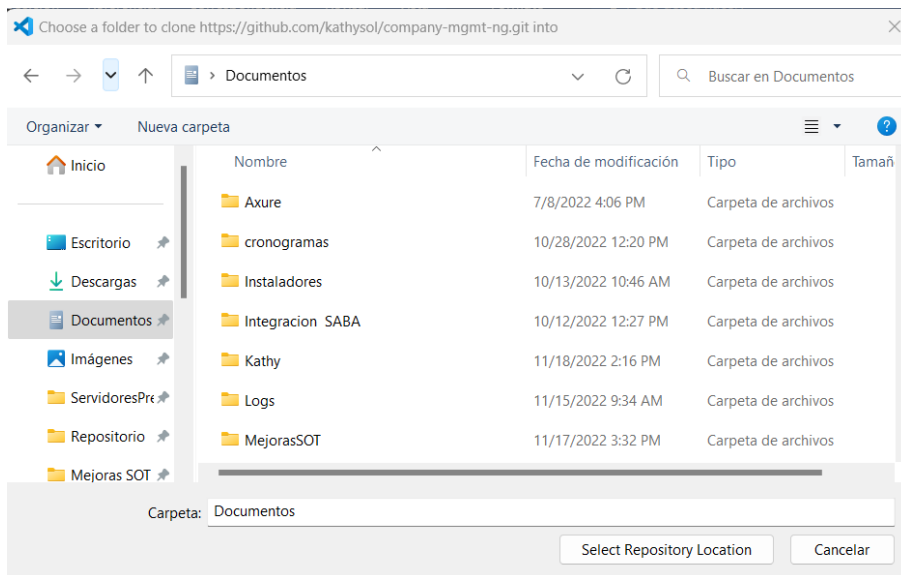 Choose a folder to clone https://github.com/kathysol/company-mgmt-ng.git into
Documentos
Buscar en Documentos
Organizar Nueva carpeta
Inicio
Escritorio
Descargas
Documentos
Imágenes
ServidoresPre
Repositorio
Mejoras SOT
Nombre Fecha de modificación Tipo Tamañ
Axure 7/8/2022 4:06 PM Carpeta de archivos
cronogramas 10/28/2022 12:20 PM Carpeta de archivos
Instaladores 10/13/2022 10:46 AM Carpeta de archivos
Integracion SABA 10/12/2022 12:27 PM Carpeta de archivos
Kathy 11/18/2022 2:16 PM Carpeta de archivos
Logs 11/15/2022 9:34 AM Carpeta de archivos
MejorasSOT 11/17/2022 3:32 PM Carpeta de archivos
Carpeta: Documentos
Select Repository Location Cancelar